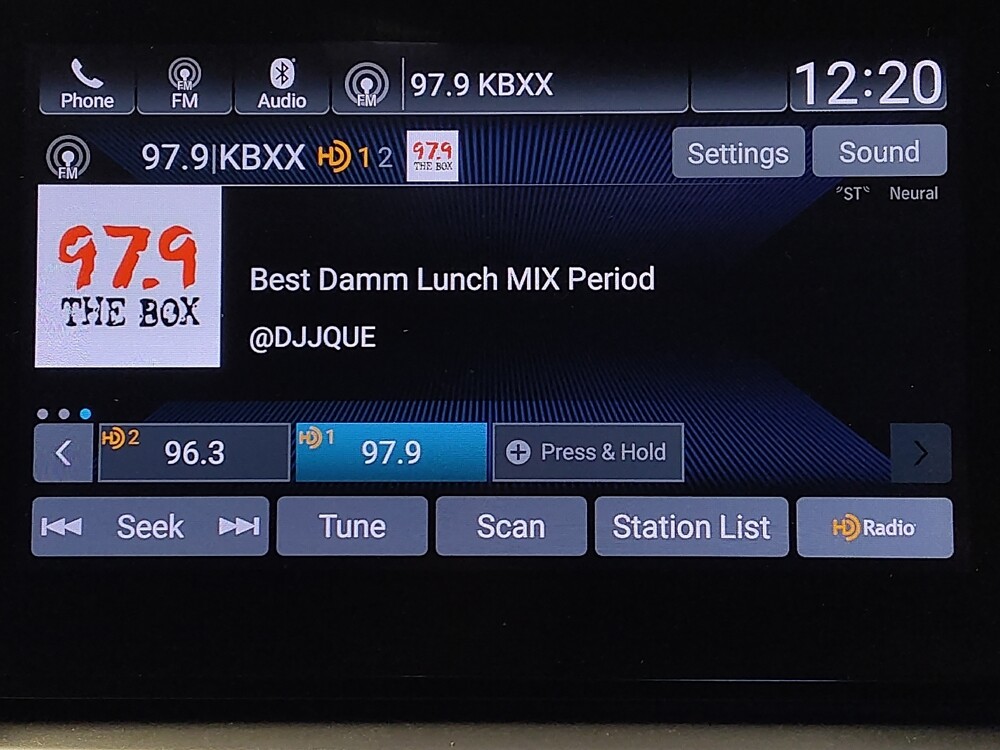 Phone
FM
FM
Audio
FM
97.9 KBXX
12:20
FM
97.9|KBXX HD 1 2
97.9
THE BOX
Settings
Sound
"ST" Neural
97.9
THE BOX
Best Damm Lunch MIX Period
@DJJQUE
HD 2 96.3
HD 1 97.9
+ Press & Hold
Seek
Tune
Scan
Station List
HD Radio